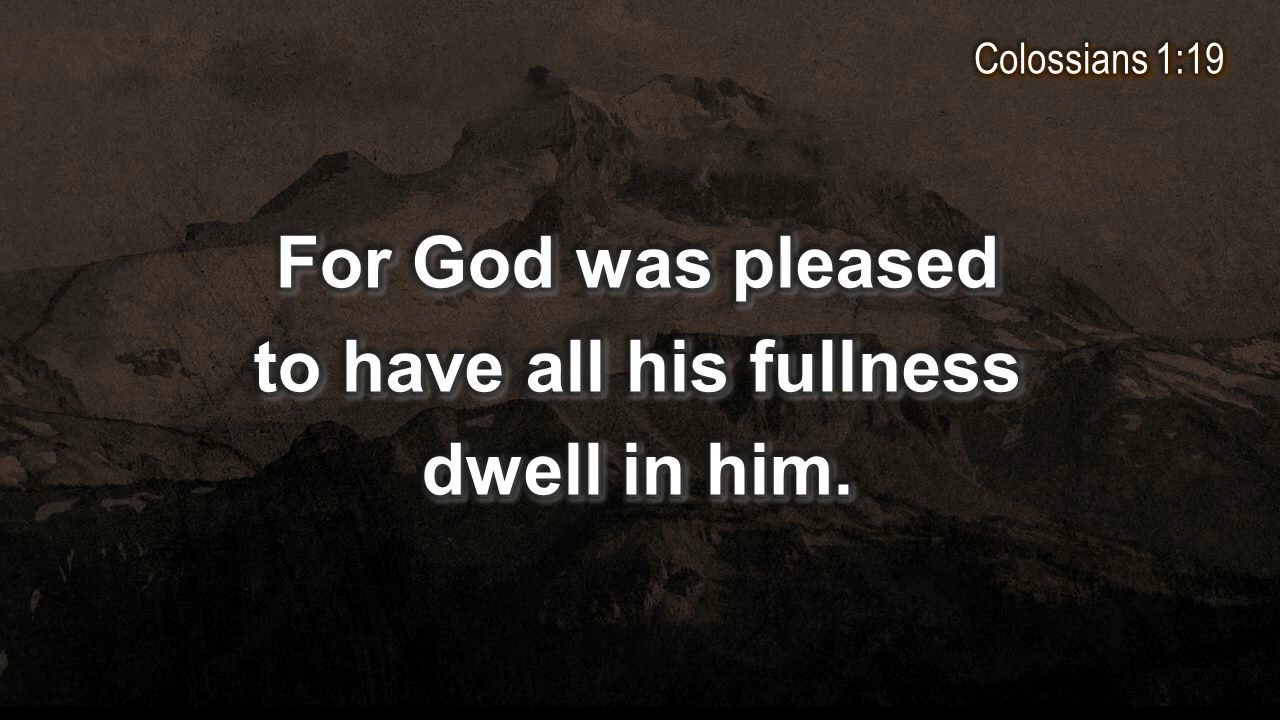 Colossians 1:19
For God was pleased
to have all his fullness
dwell in him.